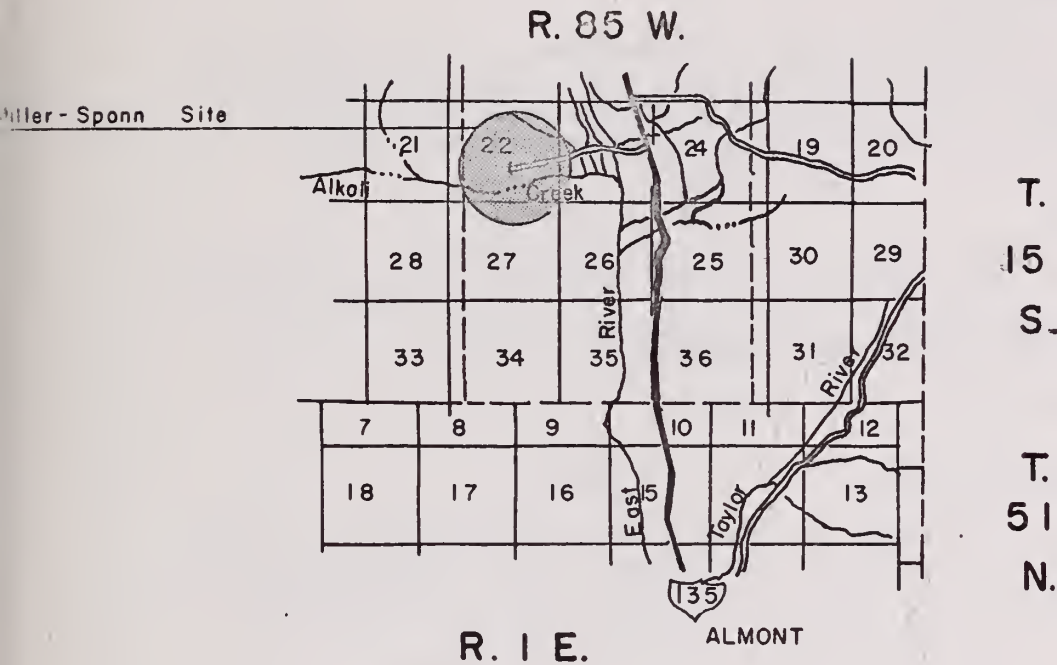 R. 85 W.
Sponn Site
21 22 24 19 20
Alkali Creek
T.
15
S.
28 27 26 25 30 29
River
33 34 35 36 31 32
River
7 8 9 10 11 12
T.
51
N.
18 17 16 15 13
East
Taylor
135
ALMONT
R. 1 E.